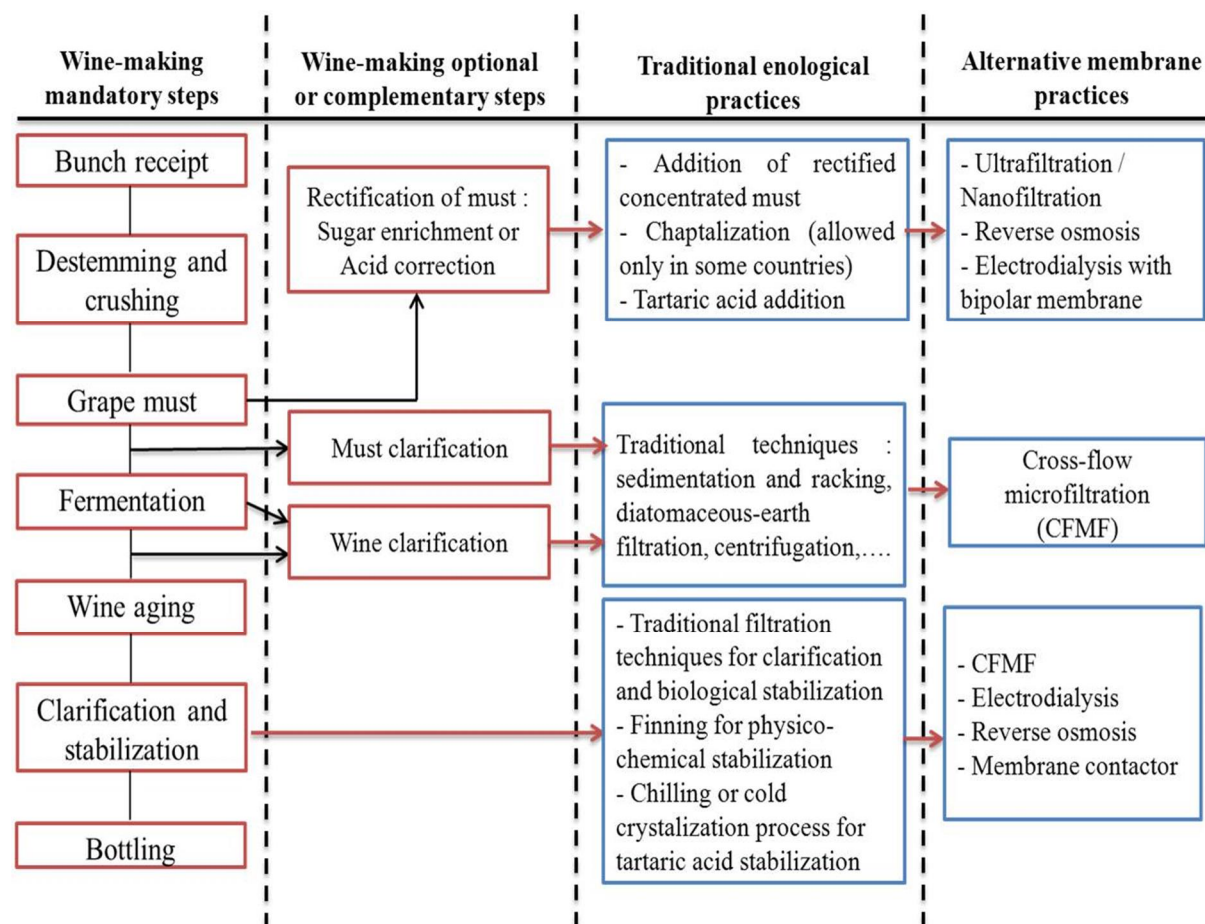 Wine-making
mandatory steps
Wine-making optional
or complementary steps
Traditional enological
practices
Alternative membrane
practices
Bunch receipt
Destemming and
crushing
Grape must
Fermentation
Wine aging
Clarification and
stabilization
Bottling
Rectification of must :
Sugar enrichment or
Acid correction
Must clarification
Wine clarification
- Addition of rectified
concentrated must
- Chaptalization (allowed
only in some countries)
- Tartaric acid addition
Traditional techniques :
sedimentation and racking,
diatomaceous-earth
filtration, centrifugation,....
- Traditional filtration
techniques for clarification
and biological stabilization
- Finning for physico-
chemical stabilization
- Chilling or cold
crystalization process for
tartaric acid stabilization
- Ultrafiltration /
Nanofiltration
- Reverse osmosis
- Electrodialysis with
bipolar membrane
Cross-flow
microfiltration
(CFMF)
- CFMF
- Electrodialysis
- Reverse osmosis
- Membrane contactor